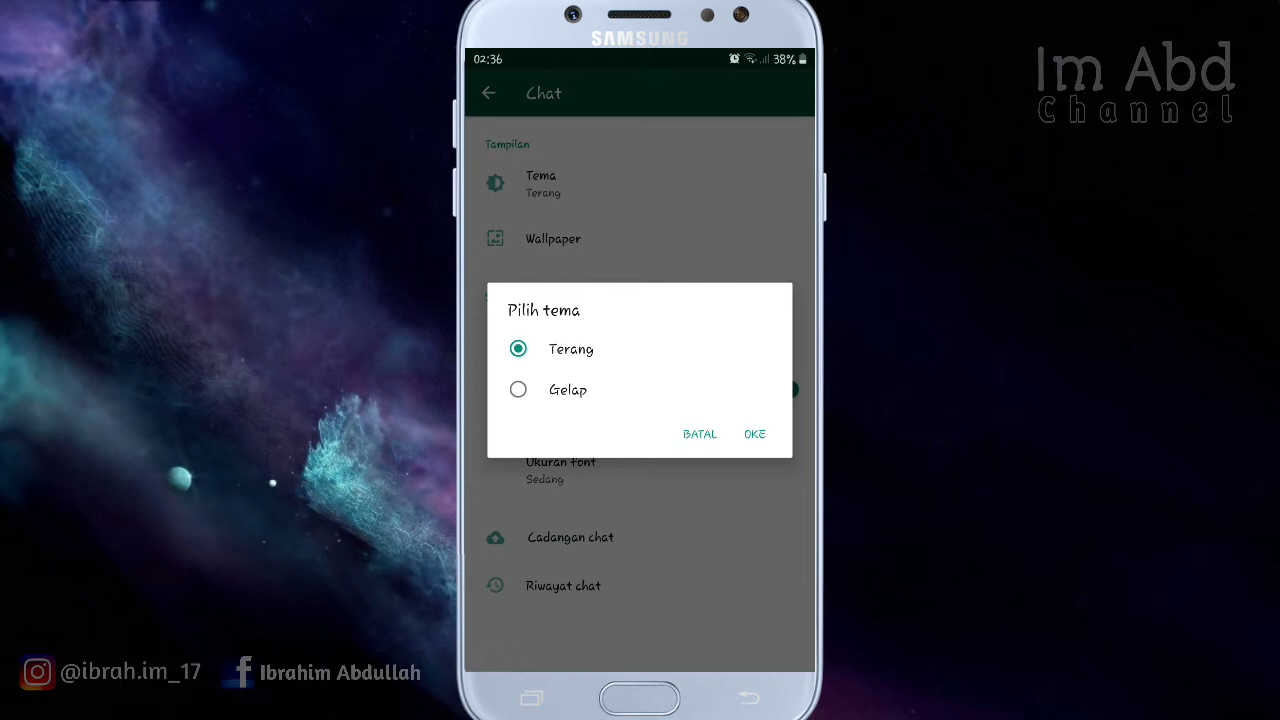 SAMSUNG
02:36
38%
Chat
Tampilan
Tema
Terang
Wallpaper
Pilih tema
Terang
Gelap
BATAL OKE
Ukuran font
Sedang
Cadangan chat
Riwayat chat
Im Abd
Channel
@ibrah.im_17
Ibrahim Abdullah